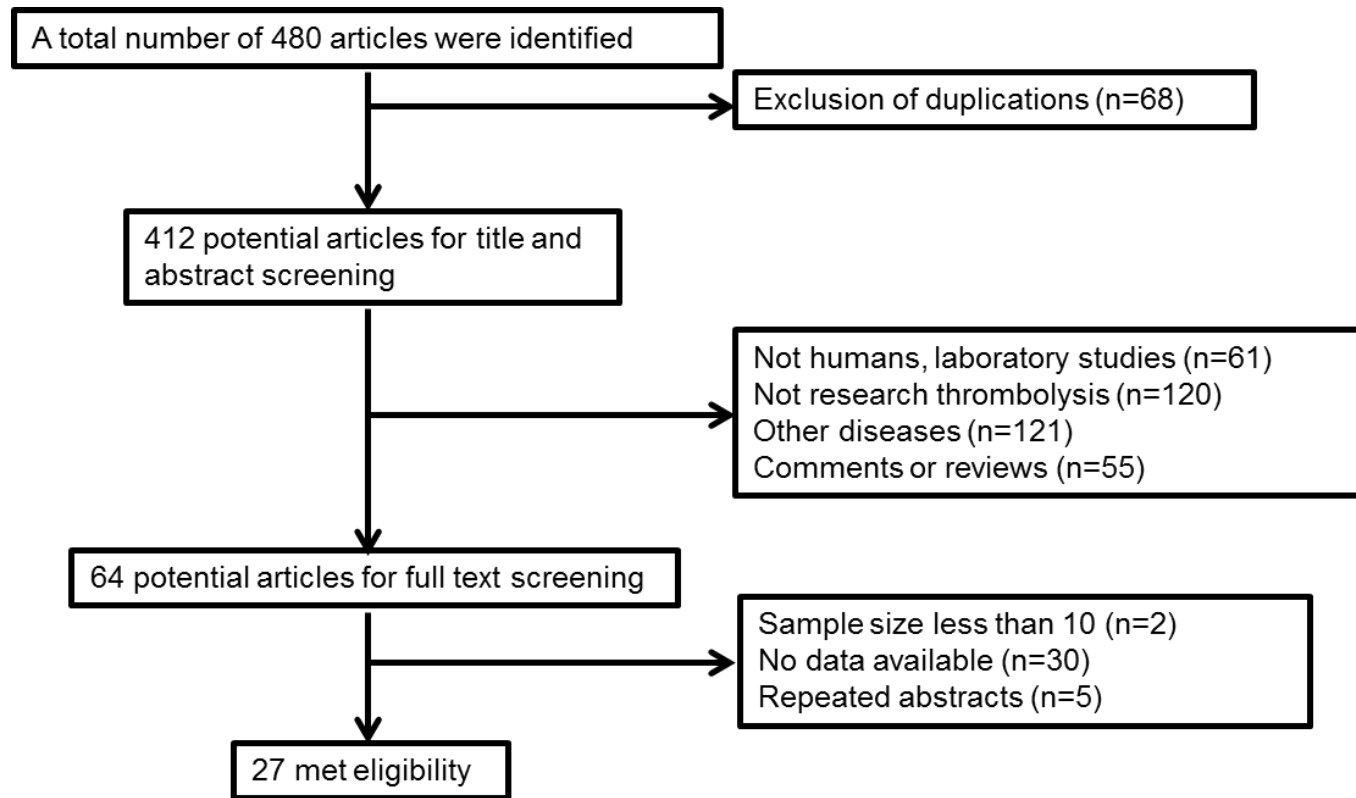 A total number of 480 articles were identified
Exclusion of duplications (n=68)
412 potential articles for title and
abstract screening
Not humans, laboratory studies (n=61)
Not research thrombolysis (n=120)
Other diseases (n=121)
Comments or reviews (n=55)
64 potential articles for full text screening
Sample size less than 10 (n=2)
No data available (n=30)
Repeated abstracts (n=5)
27 met eligibility